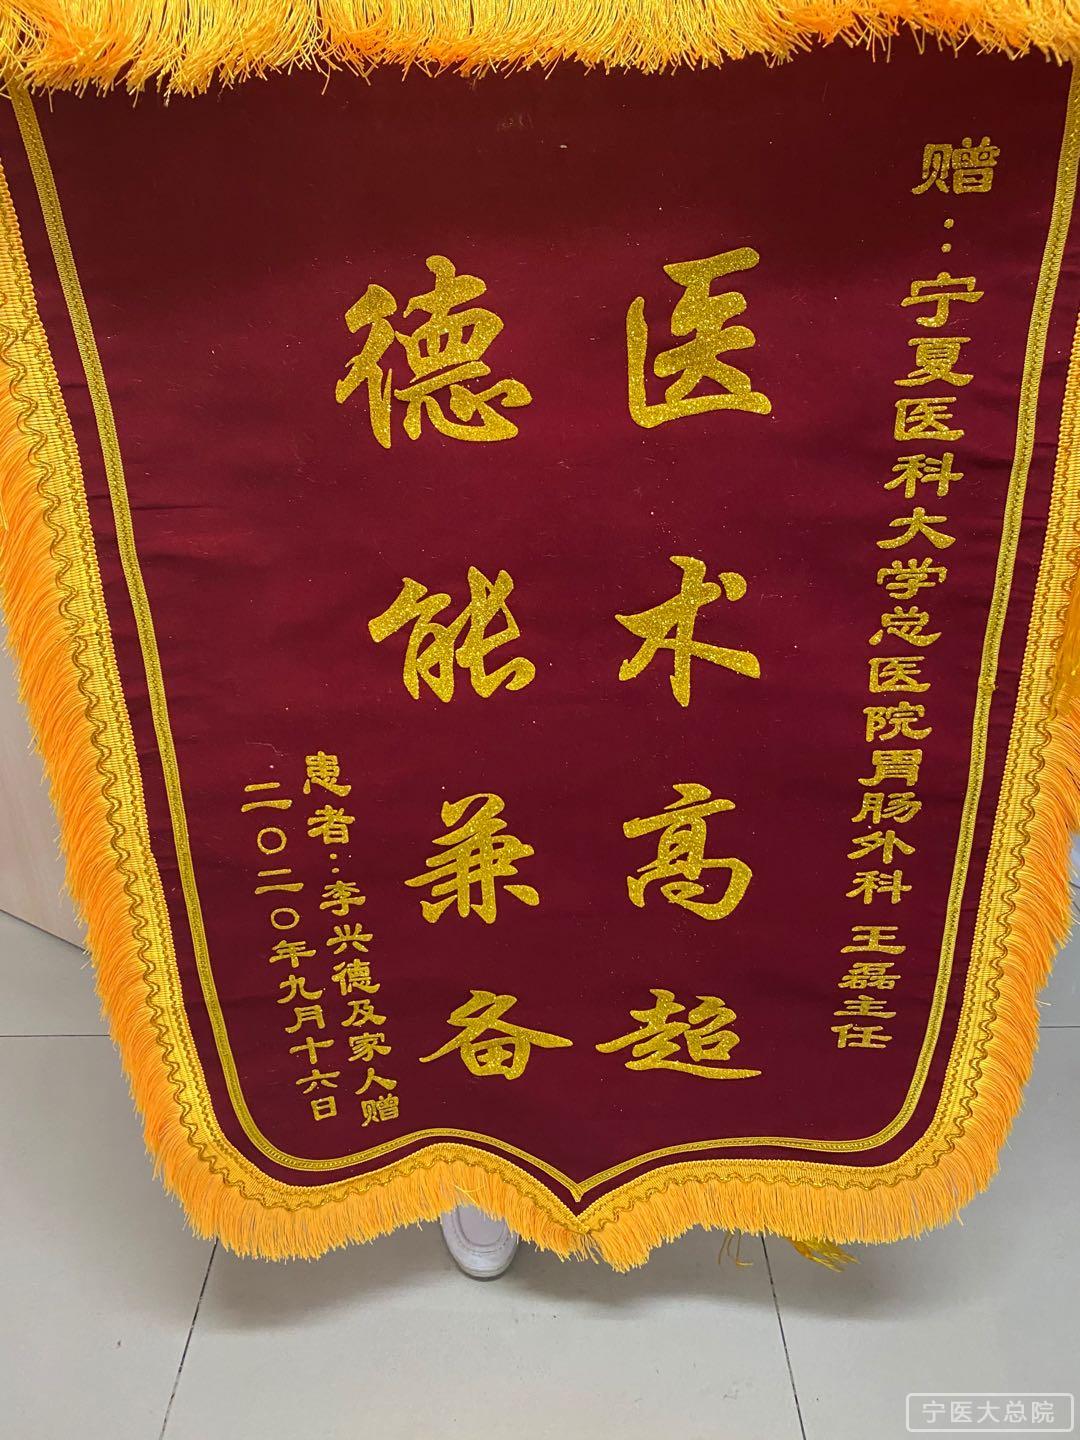 赠：宁夏医科大学总医院胃肠外科 王磊主任
医术高超
德能兼备
患者：李兴德及家人赠
二〇二〇年九月十六日
宁医大总院